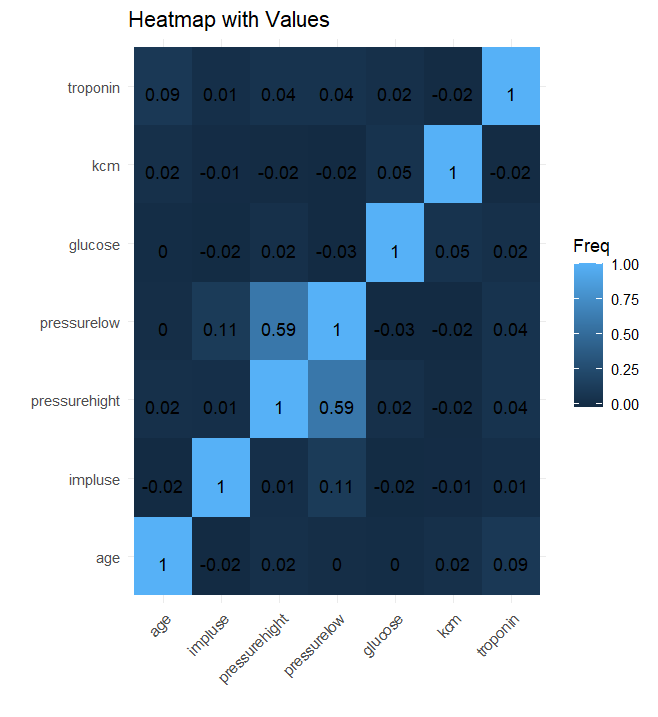 Heatmap with Values
troponin 0.09 0.01 0.04 0.04 0.02 -0.02 1
kcm 0.02 -0.01 -0.02 -0.02 0.05 1 -0.02
glucose 0 -0.02 0.02 -0.03 1 0.05 0.02
pressurelow 0 0.11 0.59 1 -0.03 -0.02 0.04
pressurehight 0.02 0.01 1 0.59 0.02 -0.02 0.04
impluse -0.02 1 0.01 0.11 -0.02 -0.01 0.01
age 1 -0.02 0.02 0 0 0.02 0.09
age impluse pressurehight pressurelow glucose kcm troponin
Freq
1.00
0.75
0.50
0.25
0.00